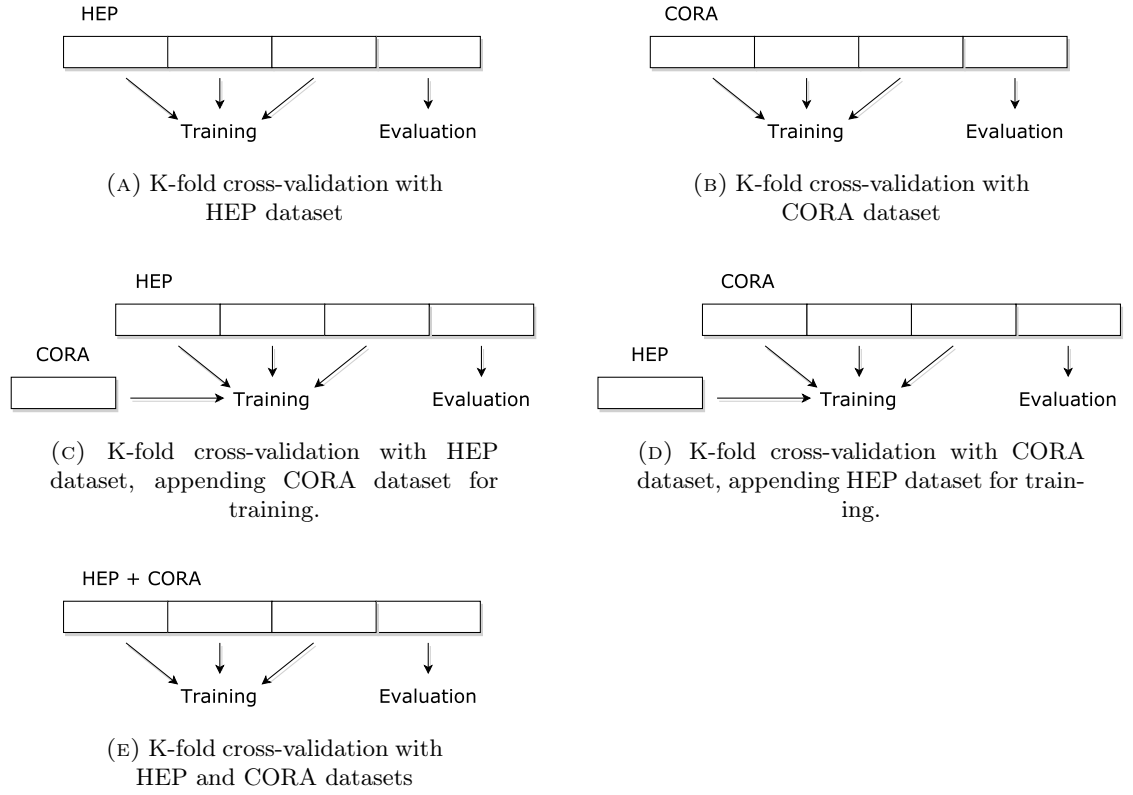 HEP
Training
Evaluation
(A) K-fold cross-validation with
HEP dataset
CORA
Training
Evaluation
(B) K-fold cross-validation with
CORA dataset
HEP
CORA
Training
Evaluation
(C) K-fold cross-validation with HEP
dataset, appending CORA dataset for
training.
CORA
HEP
Training
Evaluation
(D) K-fold cross-validation with CORA
dataset, appending HEP dataset for train-
ing.
HEP + CORA
Training
Evaluation
(E) K-fold cross-validation with
HEP and CORA datasets